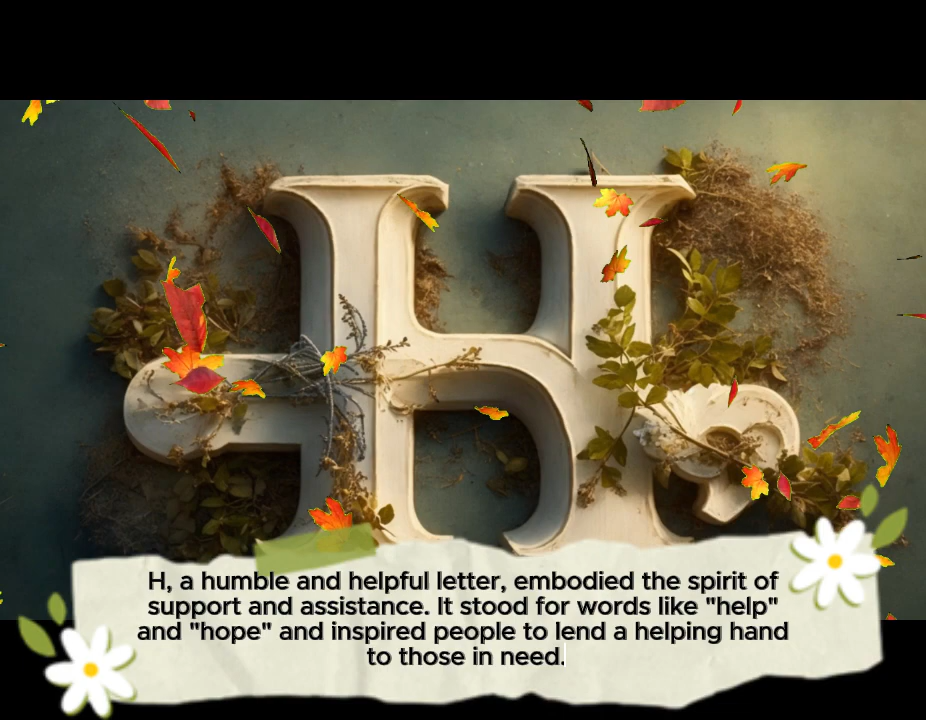 H
H, a humble and helpful letter, embodied the spirit of
support and assistance. It stood for words like "help"
and "hope" and inspired people to lend a helping hand
to those in need.